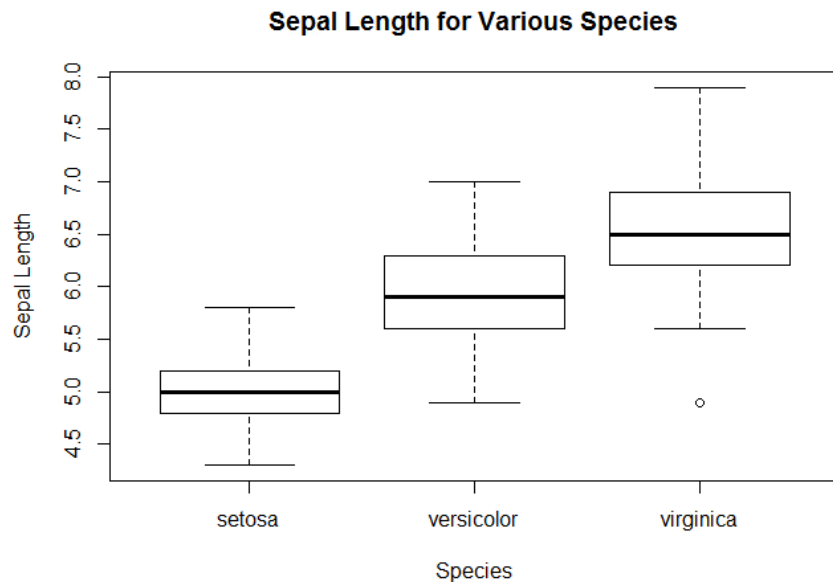 Sepal Length for Various Species
8.0
7.5
7.0
6.5
6.0
5.5
5.0
4.5
Sepal Length
setosa versicolor virginica
Species